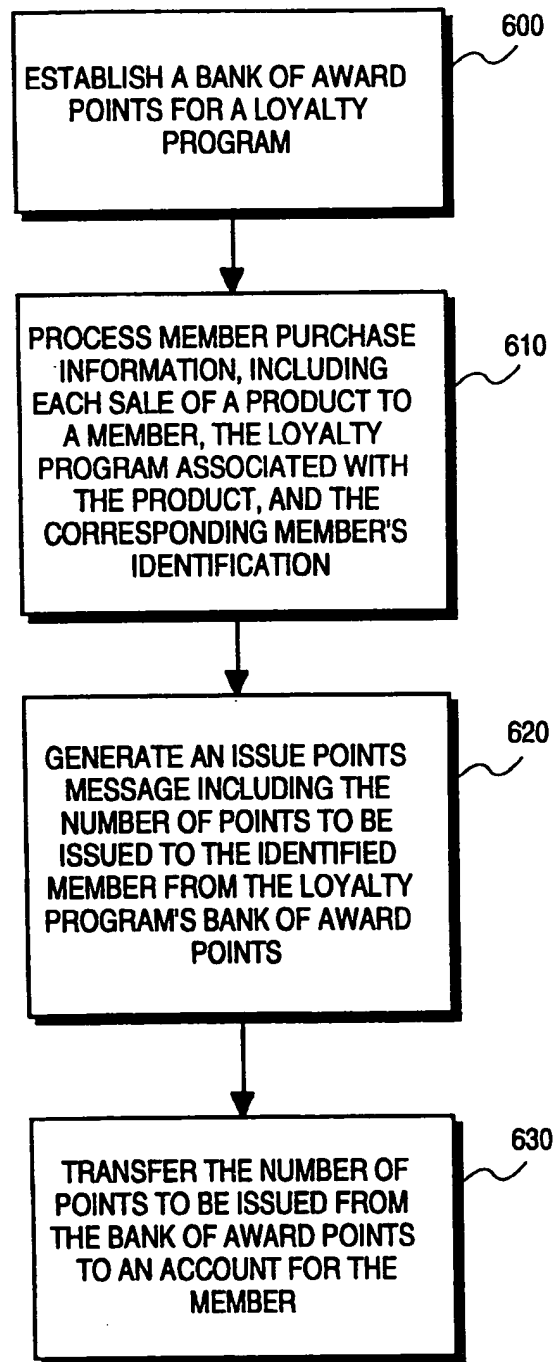 600
ESTABLISH A BANK OF AWARD
POINTS FOR A LOYALTY
PROGRAM
610
PROCESS MEMBER PURCHASE
INFORMATION, INCLUDING
EACH SALE OF A PRODUCT TO
A MEMBER, THE LOYALTY
PROGRAM ASSOCIATED WITH
THE PRODUCT, AND THE
CORRESPONDING MEMBER'S
IDENTIFICATION
620
GENERATE AN ISSUE POINTS
MESSAGE INCLUDING THE
NUMBER OF POINTS TO BE
ISSUED TO THE IDENTIFIED
MEMBER FROM THE LOYALTY
PROGRAM'S BANK OF AWARD
POINTS
630
TRANSFER THE NUMBER OF
POINTS TO BE ISSUED FROM
THE BANK OF AWARD POINTS
TO AN ACCOUNT FOR THE
MEMBER